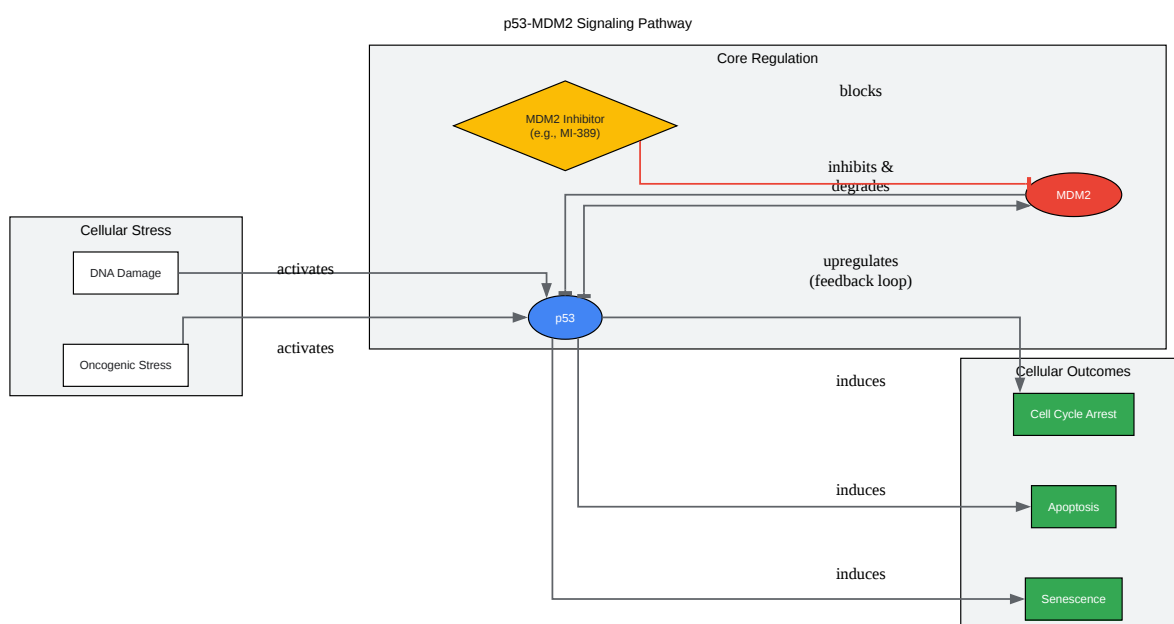 p53-MDM2 Signaling Pathway
Core Regulation
blocks
MDM2 Inhibitor
(e.g., MI-389)
inhibits &
degrades
MDM2
Cellular Stress
DNA Damage
activates
upregulates
(feedback loop)
p53
Oncogenic Stress
activates
Cellular Outcomes
induces
Cell Cycle Arrest
induces
Apoptosis
induces
Senescence